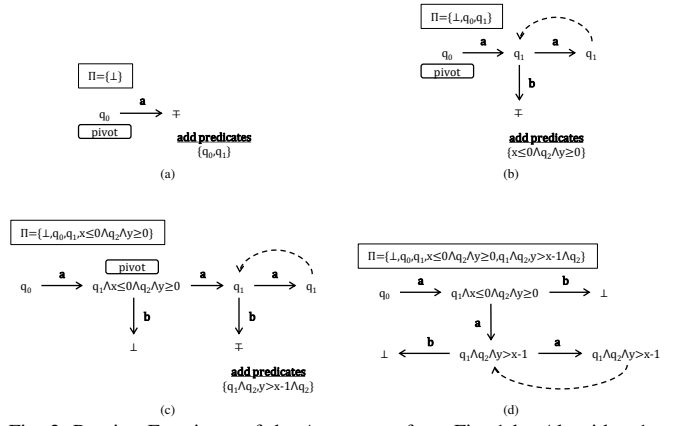 Π={⊥}
q₀
a
∓
pivot
add predicates
{q₀,q₁}
(a)
Π={⊥,q₀,q₁}
q₀
a
q₁
a
q₁
pivot
b
∓
add predicates
{x≤0∧q₂∧y≥0}
(b)
Π={⊥,q₀,q₁,x≤0∧q₂∧y≥0}
pivot
q₀
a
q₁∧x≤0∧q₂∧y≥0
a
q₁
a
q₁
b
b
⊥
∓
add predicates
{q₁∧q₂,y>x-1∧q₂}
(c)
Π={⊥,q₀,q₁,x≤0∧q₂∧y≥0,q₁∧q₂,y>x-1∧q₂}
q₀
a
q₁∧x≤0∧q₂∧y≥0
b
⊥
a
⊥
b
q₁∧q₂∧y>x-1
a
q₁∧q₂∧y>x-1
(d)